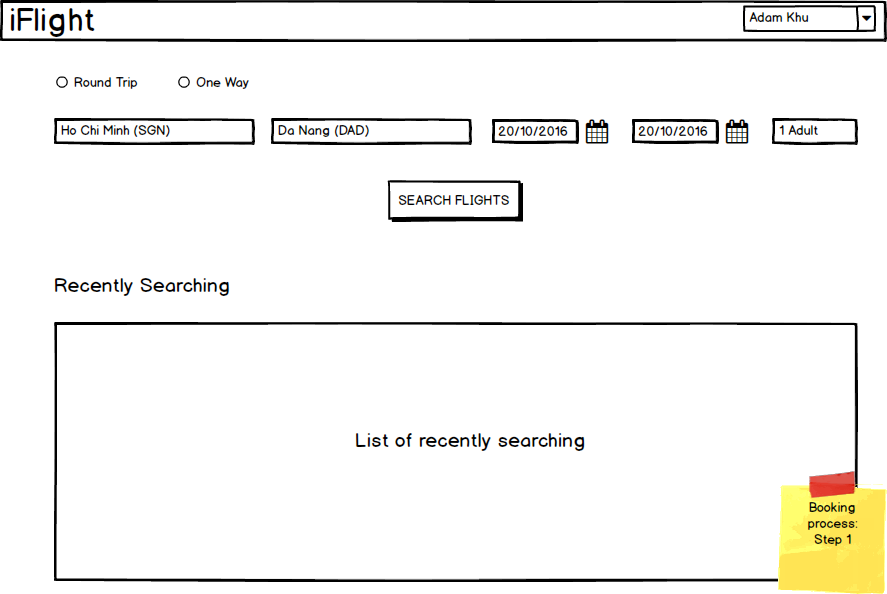 iFlight
Adam Khu
Round Trip
One Way
Ho Chi Minh (SGN)
Da Nang (DAD)
20/10/2016
20/10/2016
1 Adult
SEARCH FLIGHTS
Recently Searching
List of recently searching
Booking
process:
Step 1